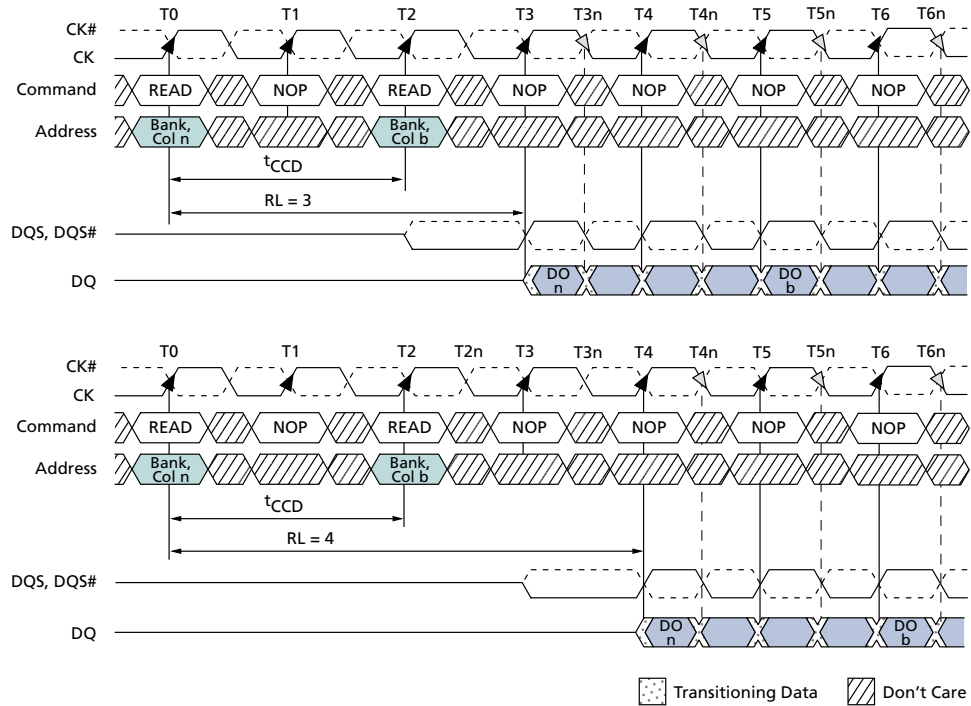 T0 T1 T2 T3 T3n T4 T4n T5 T5n T6 T6n
CK#
CK
Command READ NOP READ NOP NOP NOP NOP
Address Bank, Col n Bank, Col b
tCCD
RL = 3
DQS, DQS#
DQ DO n DO b
T0 T1 T2 T2n T3 T3n T4 T4n T5 T5n T6 T6n
CK#
CK
Command READ NOP READ NOP NOP NOP NOP
Address Bank, Col n Bank, Col b
tCCD
RL = 4
DQS, DQS#
DQ DO n DO b
Transitioning Data Don't Care